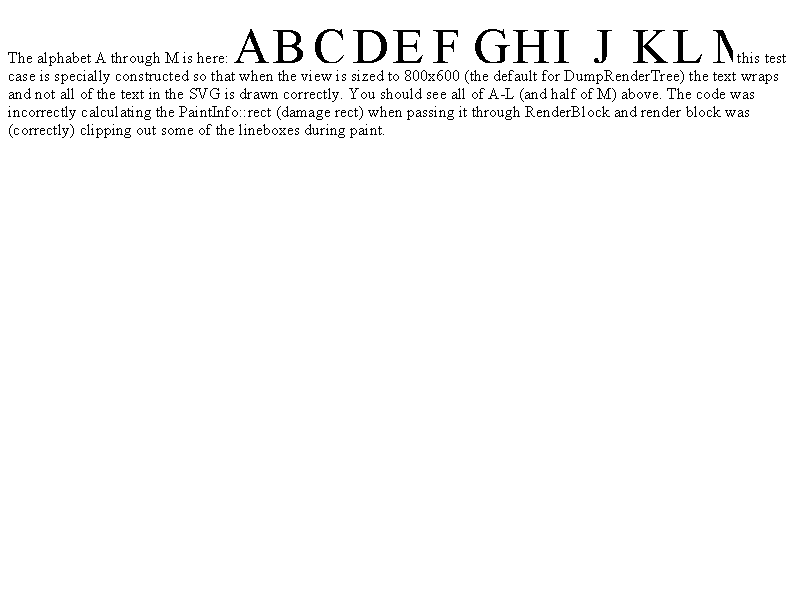 The alphabet A through M is here: ABCDEF GHI J KL M this test
case is specially constructed so that when the view is sized to 800x600 (the default for DumpRenderTree) the text wraps
and not all of the text in the SVG is drawn correctly. You should see all of A-L (and half of M) above. The code was
incorrectly calculating the PaintInfo::rect (damage rect) when passing it through RenderBlock and render block was
(correctly) clipping out some of the lineboxes during paint.